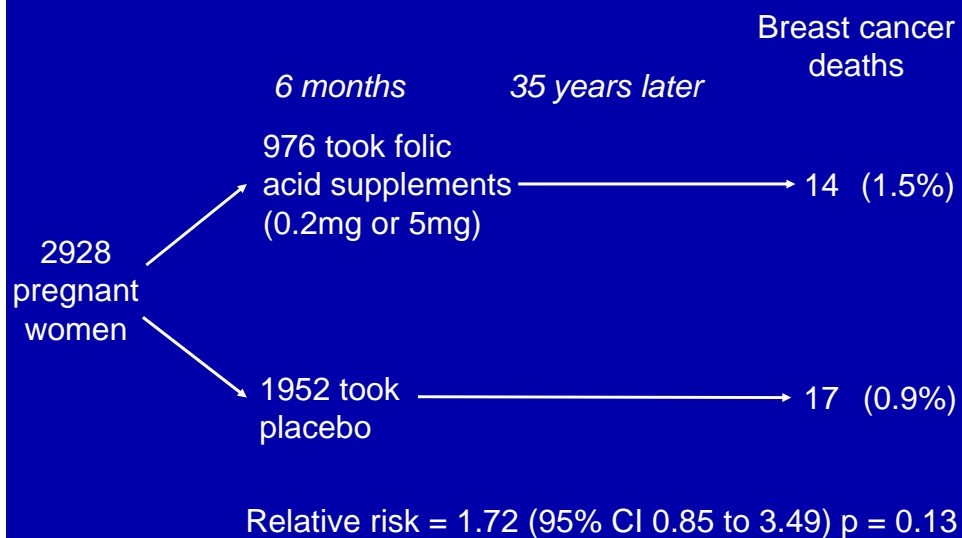 Breast cancer
deaths
6 months
35 years later
976 took folic
acid supplements
(0.2mg or 5mg)
14 (1.5%)
2928
pregnant
women
1952 took
placebo
17 (0.9%)
Relative risk = 1.72 (95% CI 0.85 to 3.49) p = 0.13